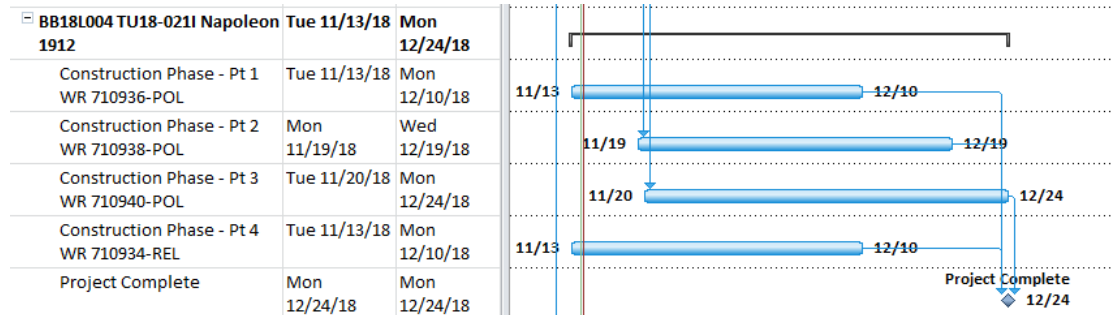 BB18L004 TU18-021I Napoleon Tue 11/13/18 Mon
1912 12/24/18
Construction Phase - Pt 1 Tue 11/13/18 Mon
WR 710936-POL 12/10/18
11/13 12/10
Construction Phase - Pt 2 Mon Wed
WR 710938-POL 11/19/18 12/19/18
11/19 12/19
Construction Phase - Pt 3 Tue 11/20/18 Mon
WR 710940-POL 12/24/18
11/20 12/24
Construction Phase - Pt 4 Tue 11/13/18 Mon
WR 710934-REL 12/10/18
11/13 12/10
Project Complete Mon Mon
12/24/18 12/24/18
Project Complete
12/24